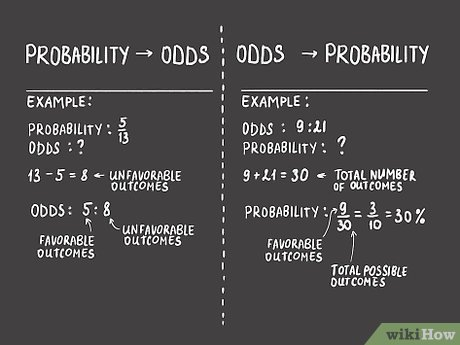 PROBABILITY → ODDS
EXAMPLE:
PROBABILITY: 5/13
ODDS: ?
13 - 5 = 8 ← UNFAVORABLE
OUTCOMES
ODDS: 5:8
UNFAVORABLE
OUTCOMES
FAVORABLE
OUTCOMES
ODDS → PROBABILITY
EXAMPLE:
ODDS: 9:21
PROBABILITY: ?
9+21 = 30 ← TOTAL NUMBER
OF OUTCOMES
PROBABILITY: 9/30 = 3/10 = 30%
FAVORABLE
OUTCOMES
TOTAL POSSIBLE
OUTCOMES
wikiHow